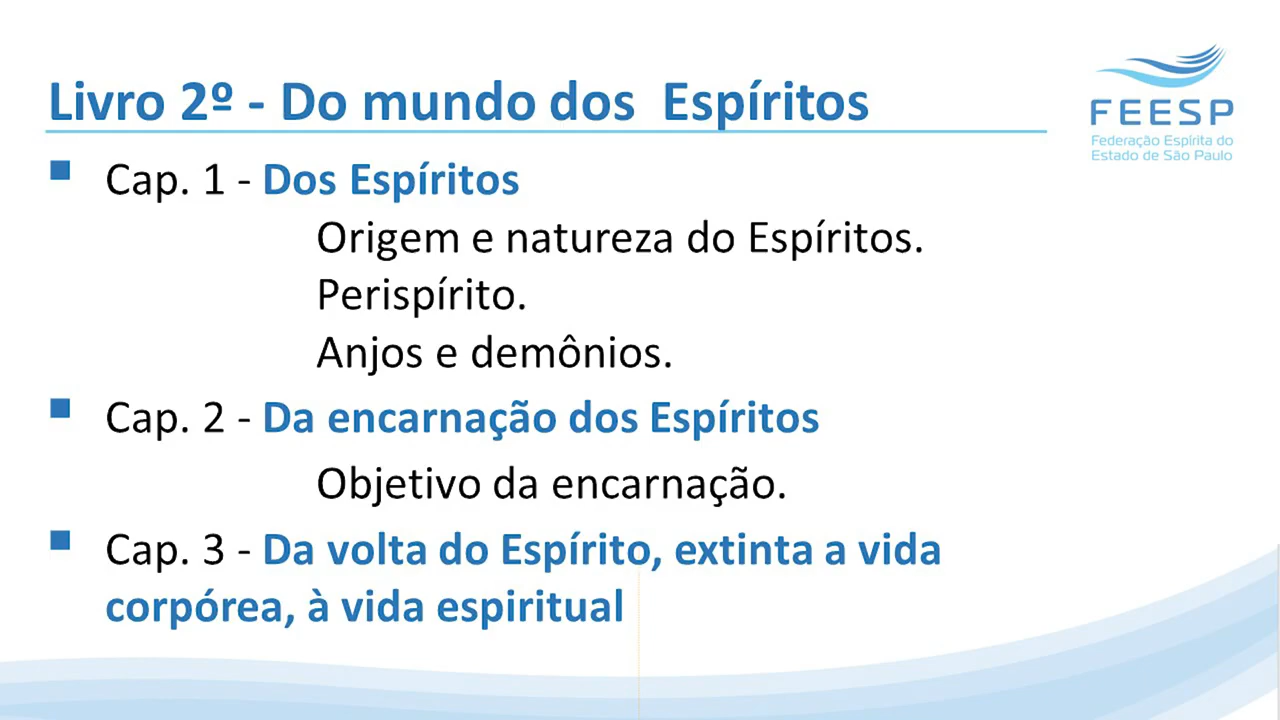 Livro 2º - Do mundo dos Espíritos
FEESP
Federação Espírita do
Estado de São Paulo
Cap. 1 - Dos Espíritos
Origem e natureza do Espíritos.
Perispírito.
Anjos e demônios.
Cap. 2 - Da encarnação dos Espíritos
Objetivo da encarnação.
Cap. 3 - Da volta do Espírito, extinta a vida
corpórea, à vida espiritual